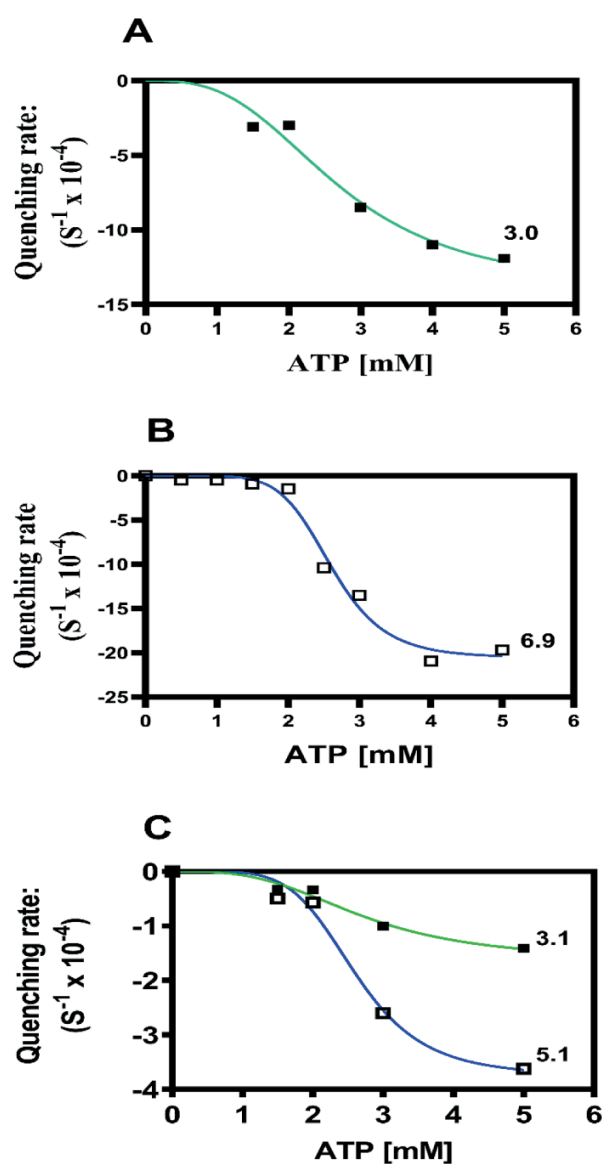 A
Quenching rate:
(S⁻¹ x 10⁻⁴)
0
-5
-10
-15
3.0
0 1 2 3 4 5 6
ATP [mM]
B
Quenching rate
(S⁻¹ x 10⁻⁴)
0
-5
-10
-15
-20
-25
6.9
0 1 2 3 4 5 6
ATP [mM]
C
Quenching rate:
(S⁻¹ x 10⁻⁴)
0
-1
-2
-3
-4
3.1
5.1
0 1 2 3 4 5 6
ATP [mM]